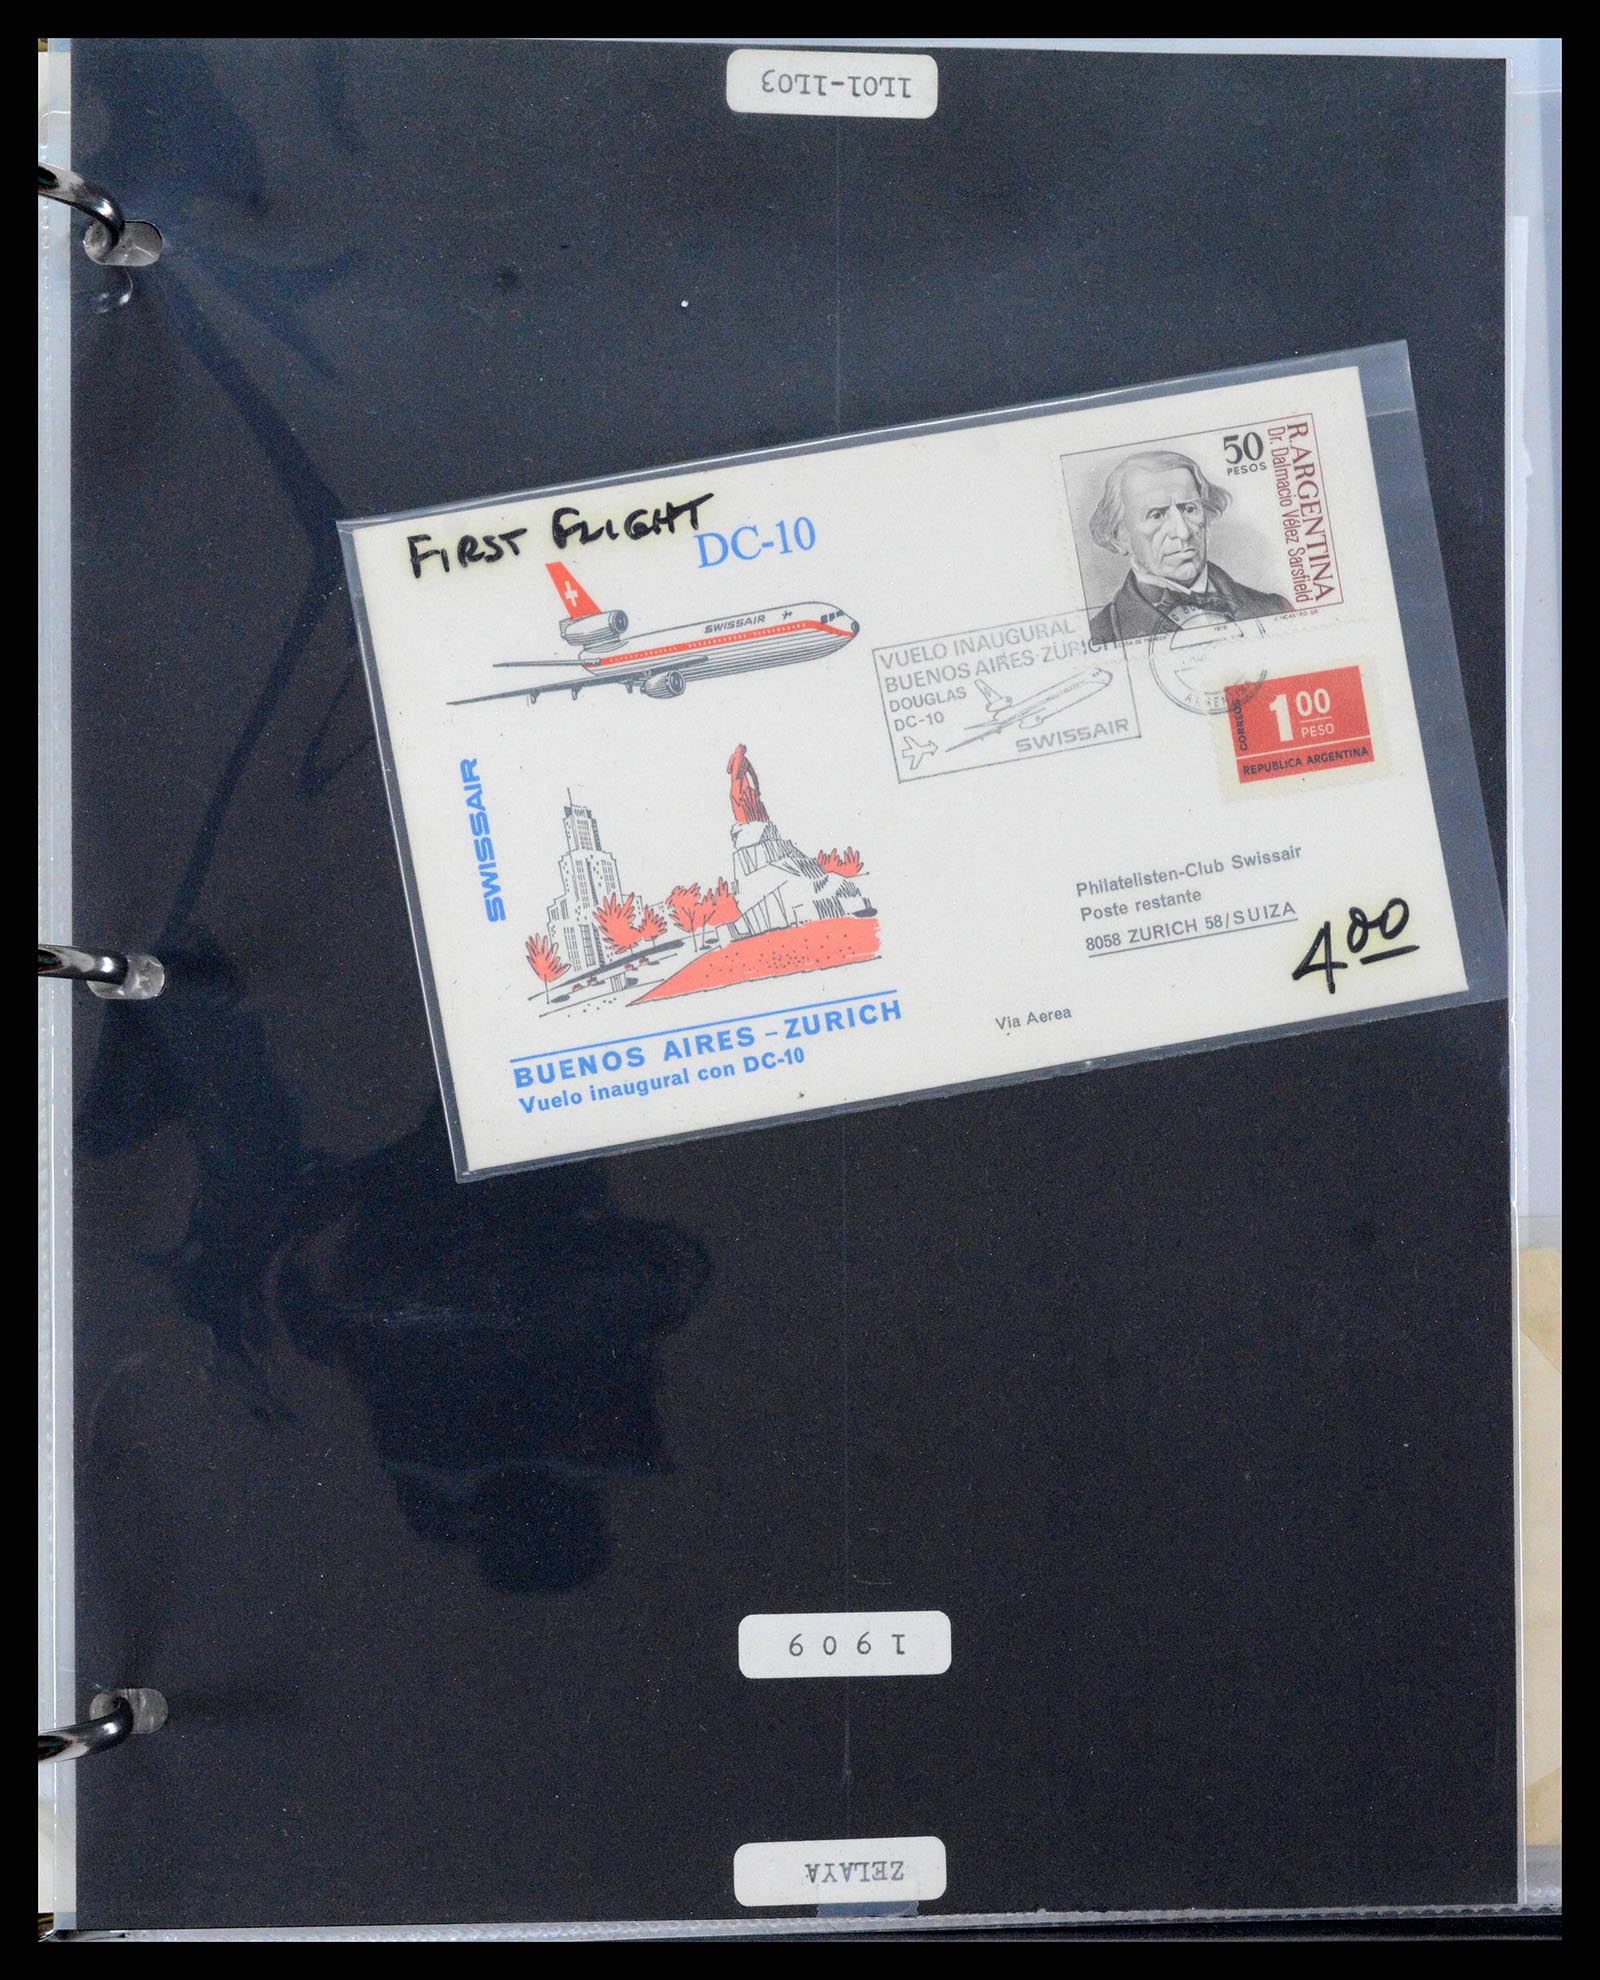 1L01-1L03
FIRST FLIGHT
DC-10
SWISSAIR
SWISSAIR
BUENOS AIRES – ZURICH
Vuelo inaugural con DC-10
VUELO INAUGURAL
BUENOS AIRES-ZURICH
DOUGLAS
DC-10
SWISSAIR
50
PESOS
R. ARGENTINA
Dr. Dalmacio Vélez Sarsfield
CORREOS
1 00
PESO
REPUBLICA ARGENTINA
Philatelisten-Club Swissair
Poste restante
8058 ZURICH 58/SUIZA
4 00
Via Aerea
1909
ZELAYA